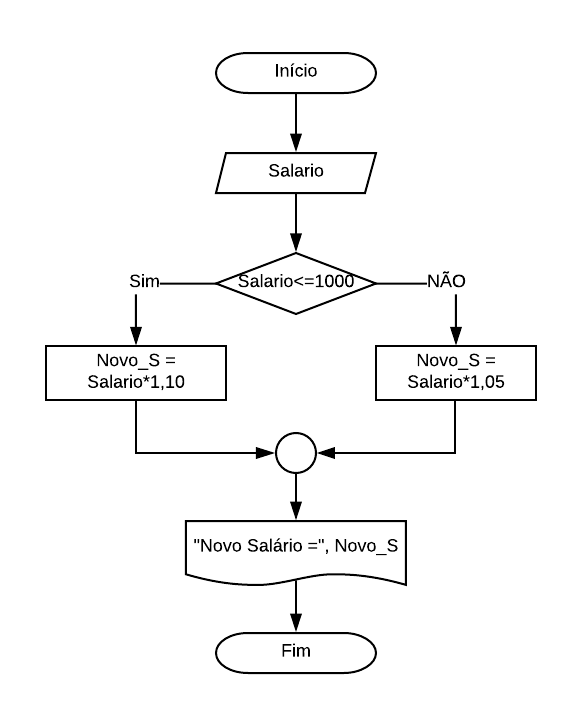 Início
Salario
Salario<=1000
Sim
NÃO
Novo_S =
Salario*1,10
Novo_S =
Salario*1,05
"Novo Salário =", Novo_S
Fim